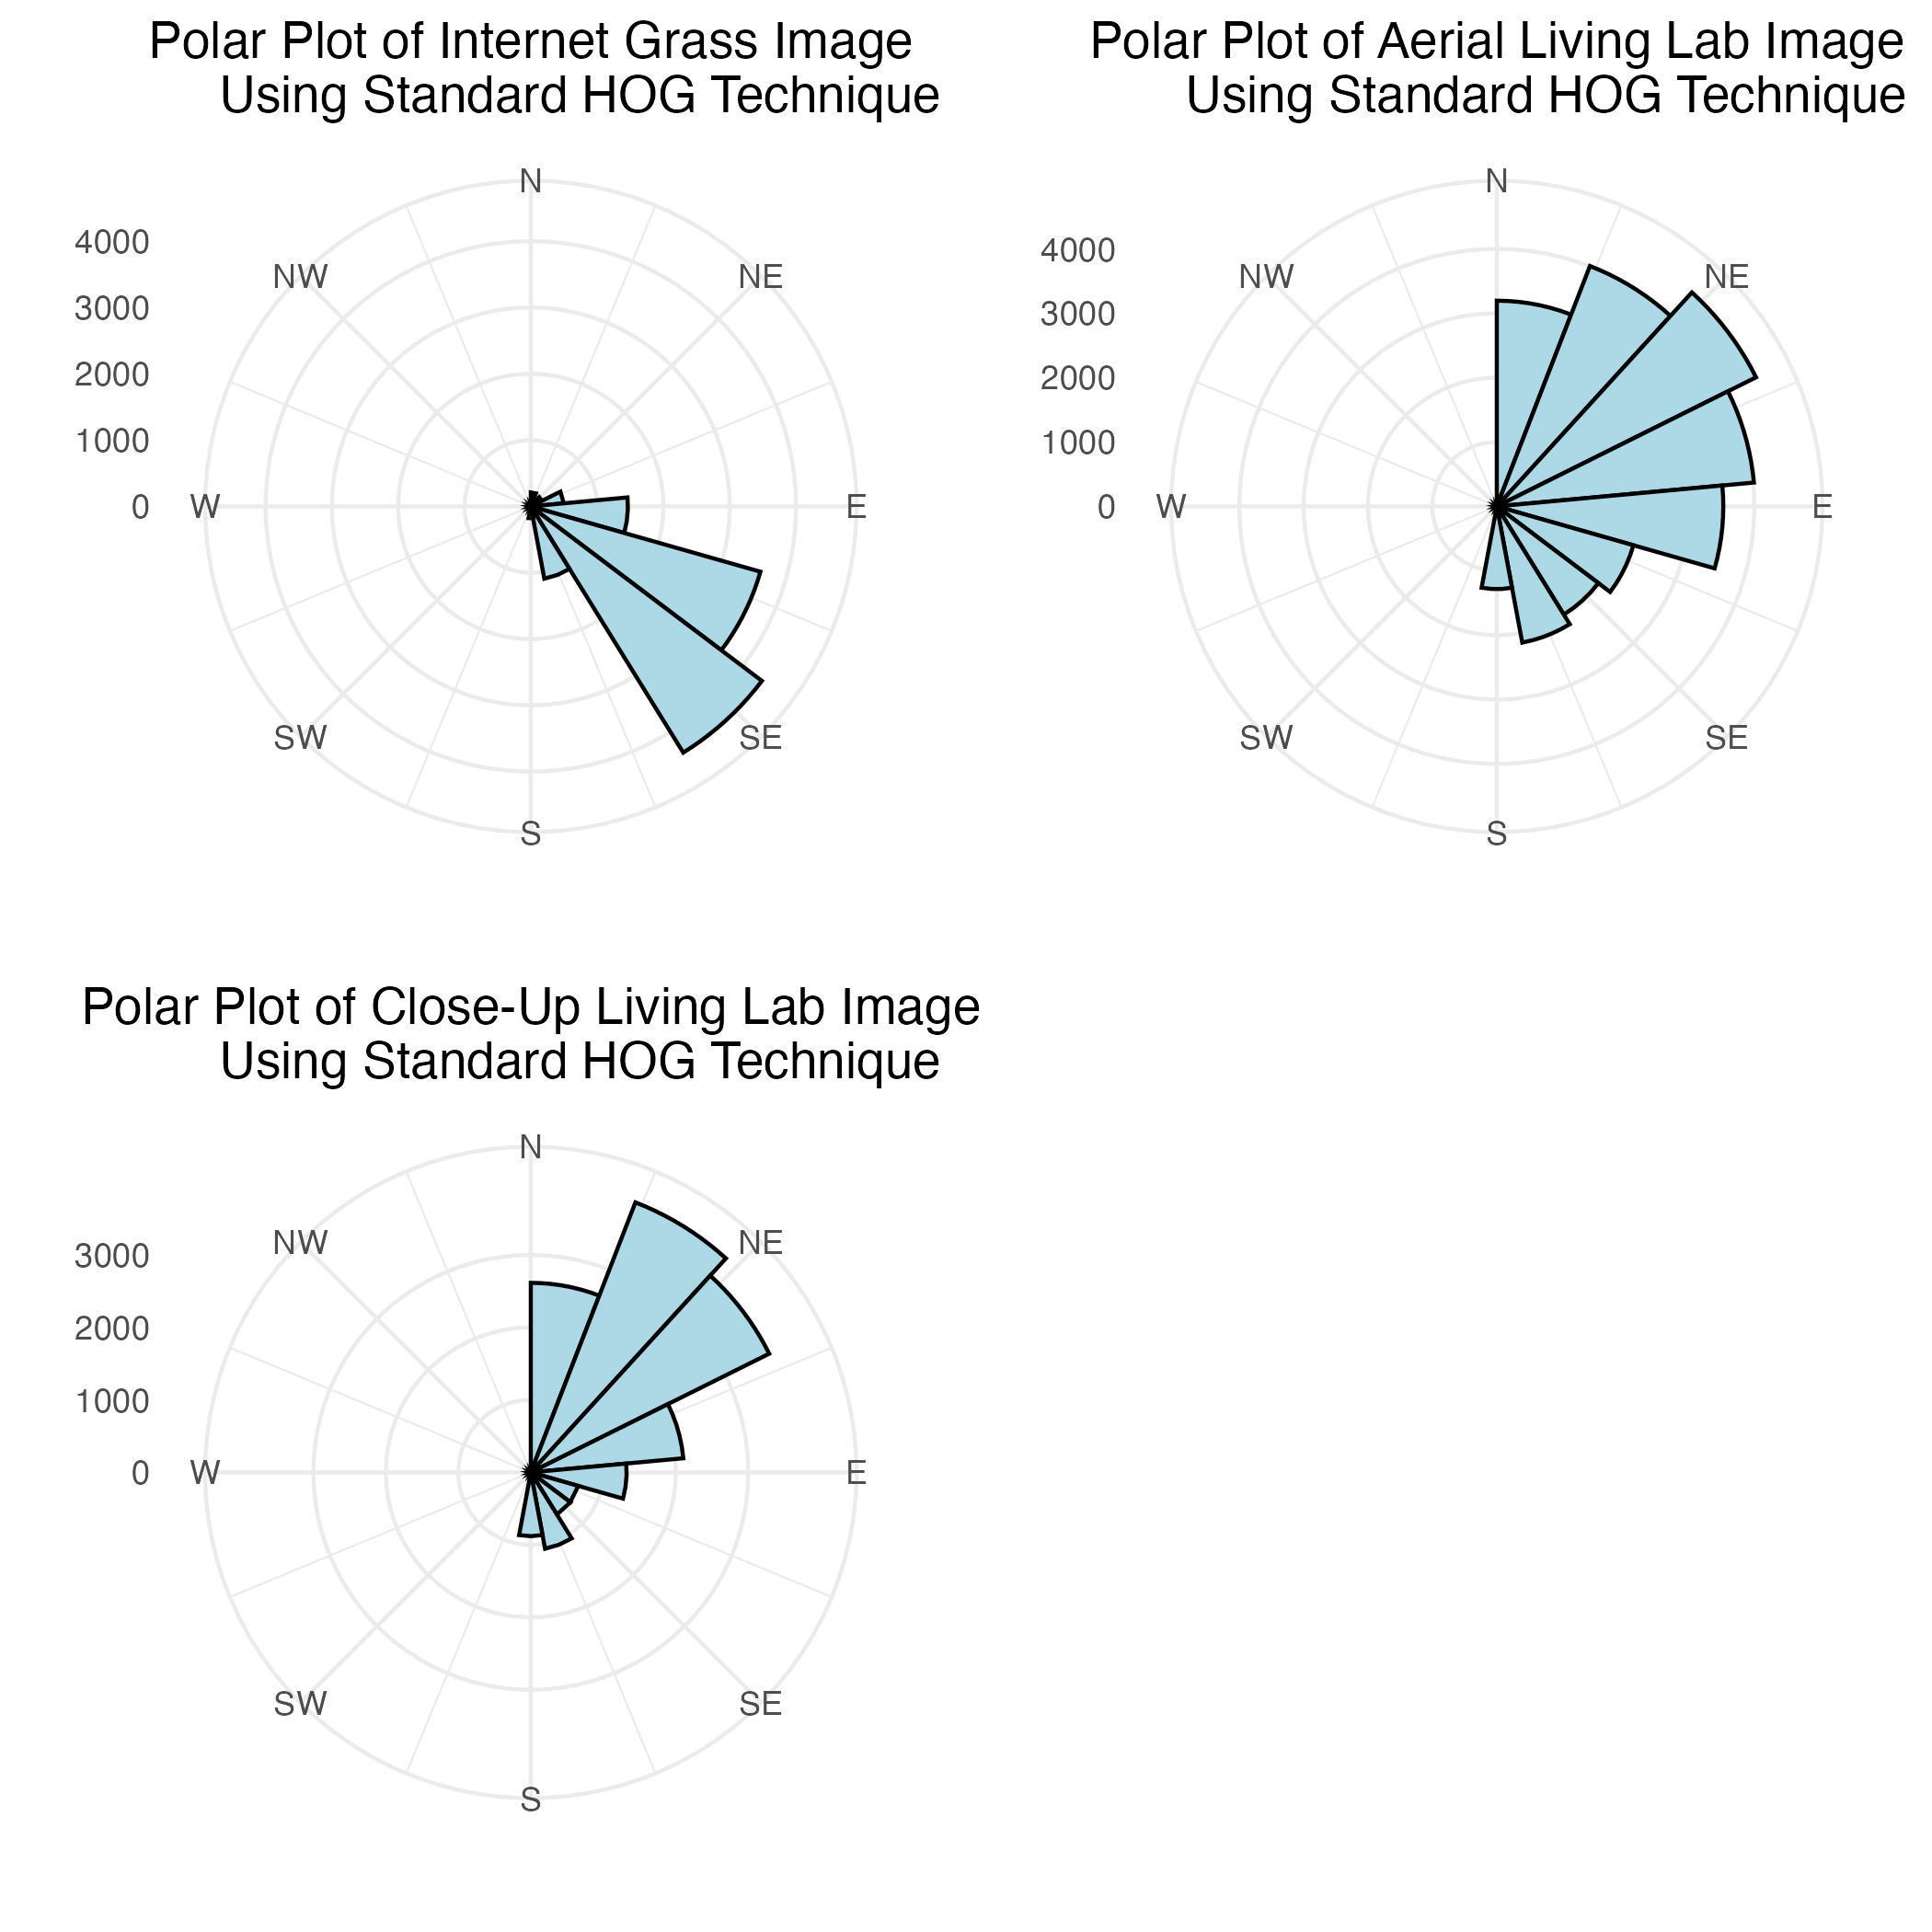 Polar Plot of Internet Grass Image
Using Standard HOG Technique
N
NE
E
SE
S
SW
W
NW
4000
3000
2000
1000
0
Polar Plot of Aerial Living Lab Image
Using Standard HOG Technique
N
NE
E
SE
S
SW
W
NW
4000
3000
2000
1000
0
Polar Plot of Close-Up Living Lab Image
Using Standard HOG Technique
N
NE
E
SE
S
SW
W
NW
3000
2000
1000
0